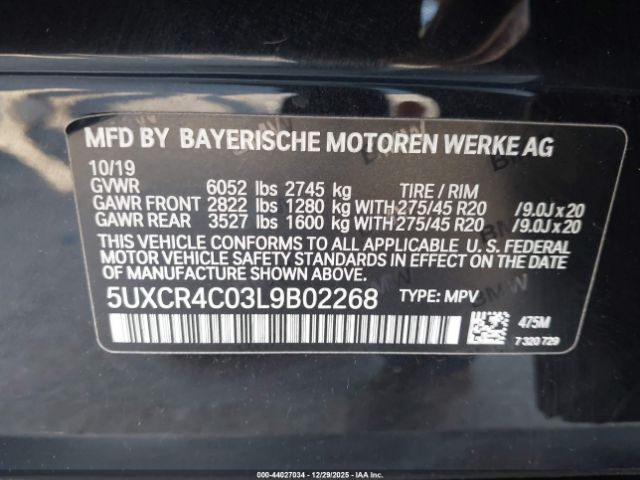 MFD BY BAYERISCHE MOTOREN WERKE AG
10/19
GVWR 6052 lbs 2745 kg TIRE / RIM
GAWR FRONT 2822 lbs 1280 kg WITH 275/45 R20 /9.0J x 20
GAWR REAR 3527 lbs 1600 kg WITH 275/45 R20 /9.0J x 20
THIS VEHICLE CONFORMS TO ALL APPLICABLE U. S. FEDERAL
MOTOR VEHICLE SAFETY STANDARDS IN EFFECT ON THE DATE
OF MANUFACTURE SHOWN ABOVE.
5UXCR4C03L9B02268 TYPE: MPV
475M
7 320 729
000-44027034 - 12/29/2025 - IAAI.COM